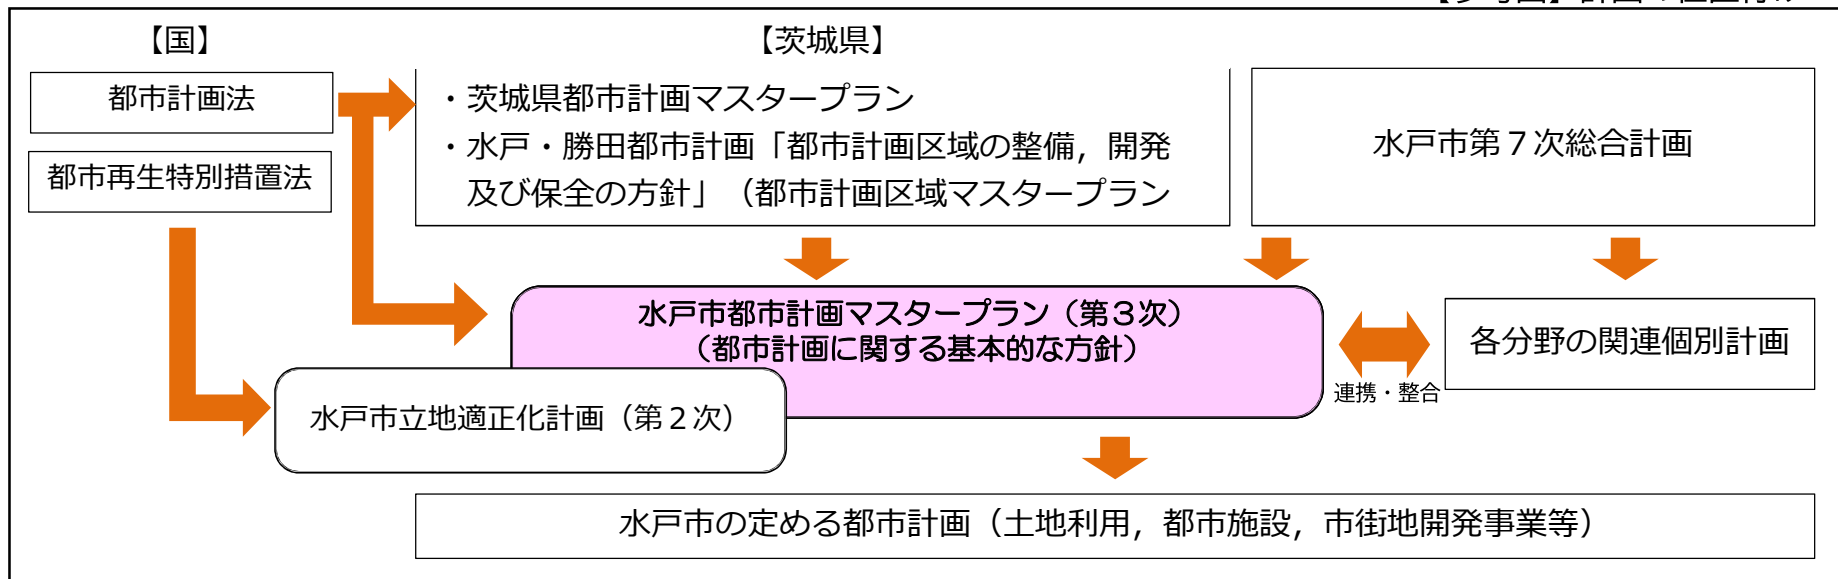 【国】
【茨城県】
都市計画法
都市再生特別措置法
・茨城県都市計画マスタープラン
・水戸・勝田都市計画「都市計画区域の整備，開発
及び保全の方針」（都市計画区域マスタープラン
水戸市第７次総合計画
水戸市都市計画マスタープラン（第３次）
（都市計画に関する基本的な方針）
水戸市立地適正化計画（第２次）
連携・整合
各分野の関連個別計画
水戸市の定める都市計画（土地利用，都市施設，市街地開発事業等）